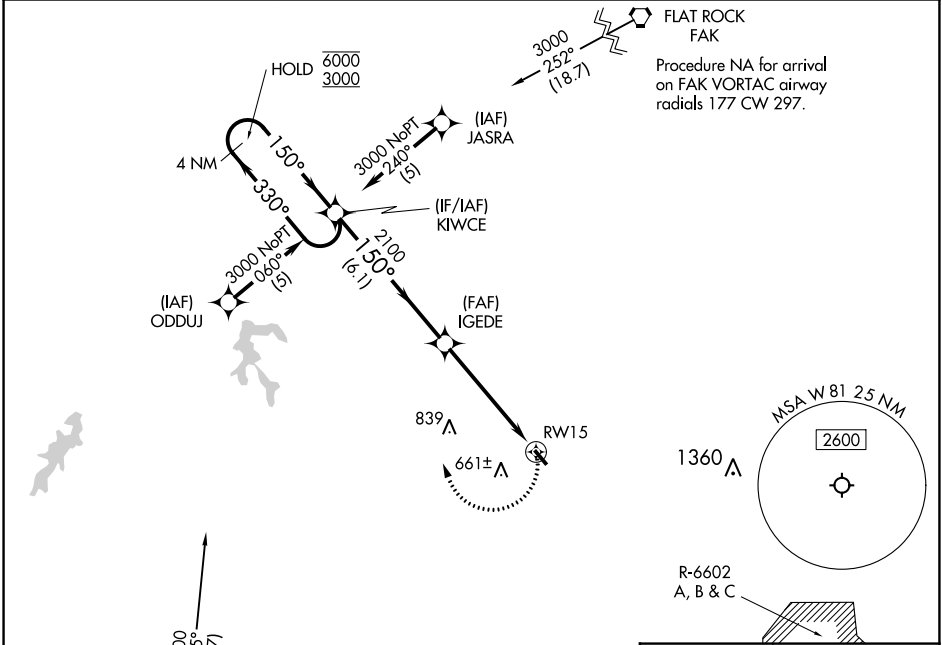 FLAT ROCK
FAK
3000
252°
(18.7)
Procedure NA for arrival
on FAK VORTAC airway
radials 177 CW 297.
HOLD 6000
3000
(IAF)
JASRA
3000 NoPT
240°
(5)
4 NM
150°
330°
(IF/IAF)
KIWCE
3000 NoPT
060°
(5)
2100
150°
(6.1)
(IAF)
ODDUJ
(FAF)
IGEDE
839
661±
RW15
MSA W 81 25 NM
2600
1360
R-6602
A, B & C